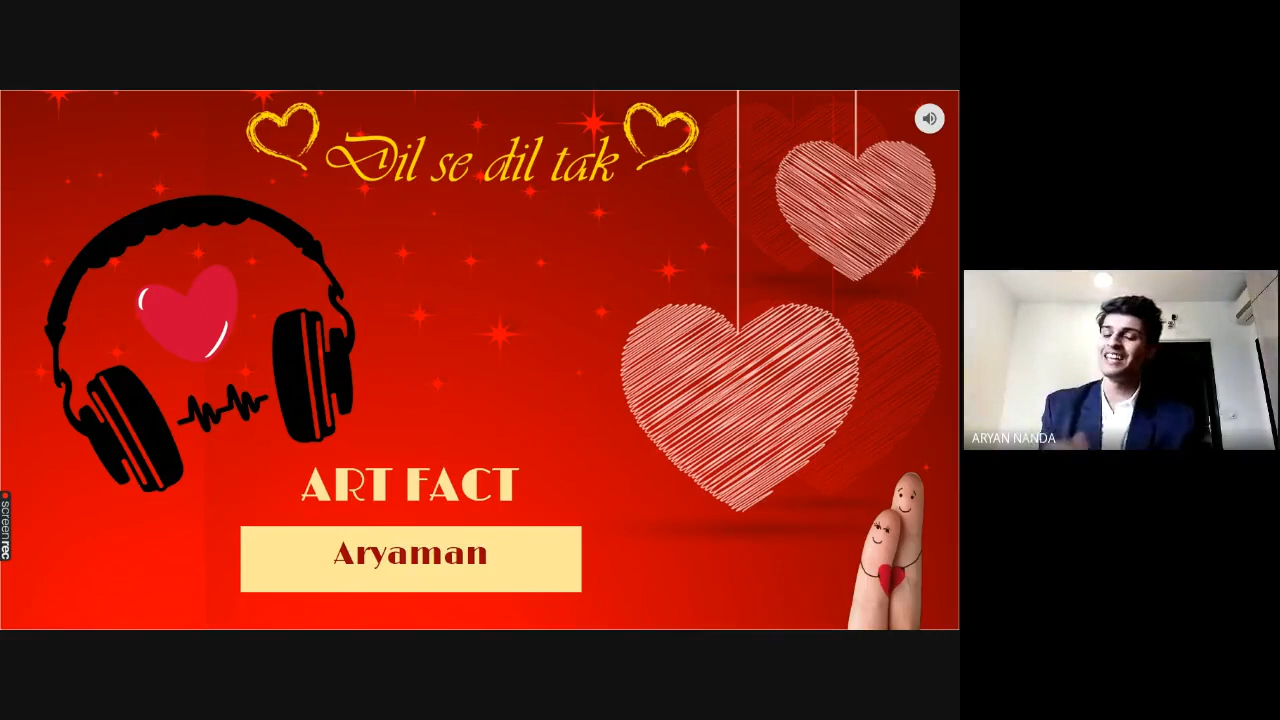 Dil se dil tak
ART FACT
Aryaman
ARYAN NANDA
screenrec